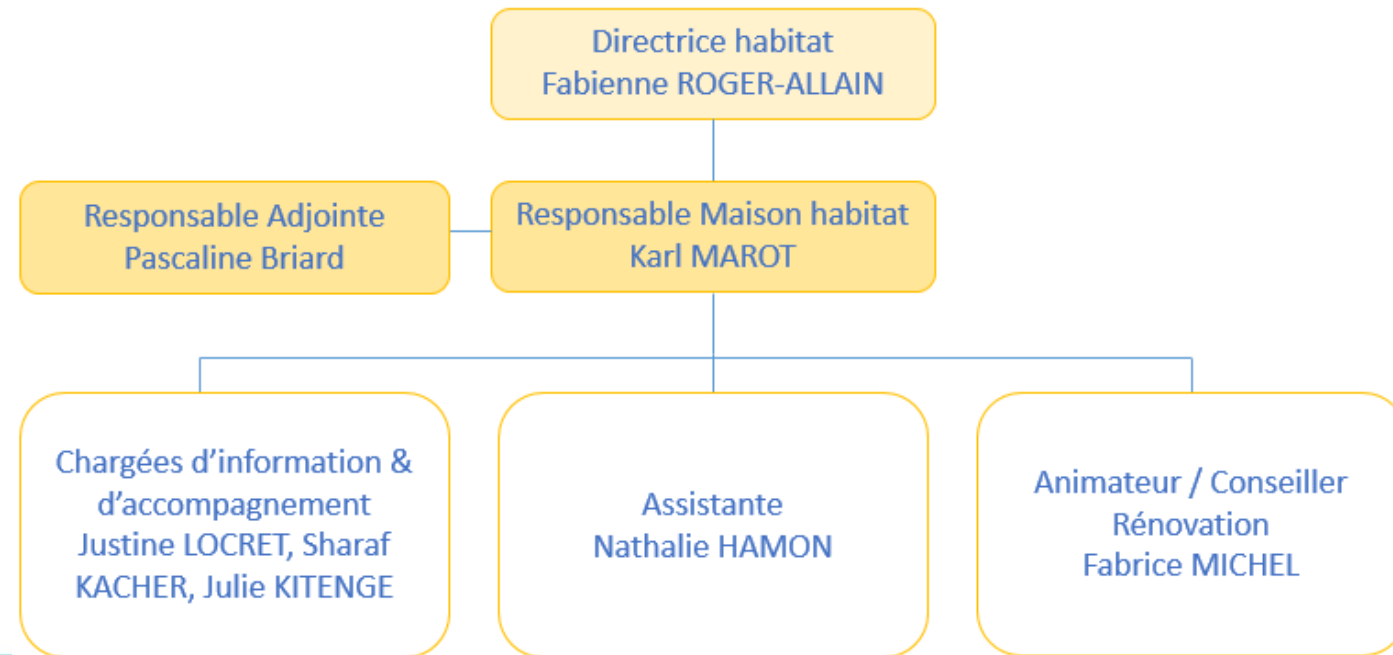 Directrice habitat
Fabienne ROGER-ALLAIN
Responsable Adjointe
Pascaline Briard
Responsable Maison habitat
Karl MAROT
Chargées d’information &
d’accompagnement
Justine LOCRET, Sharaf
KACHER, Julie KITENGE
Assistante
Nathalie HAMON
Animateur / Conseiller
Rénovation
Fabrice MICHEL